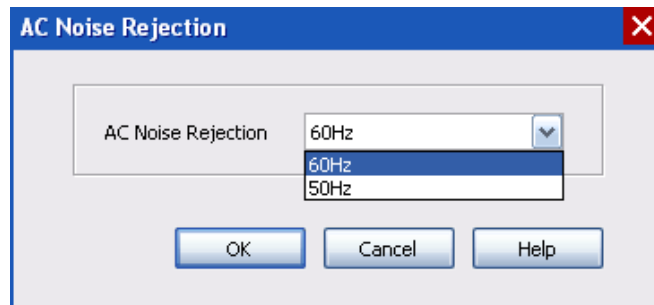 AC Noise Rejection
AC Noise Rejection 60Hz
60Hz
50Hz
OK Cancel Help